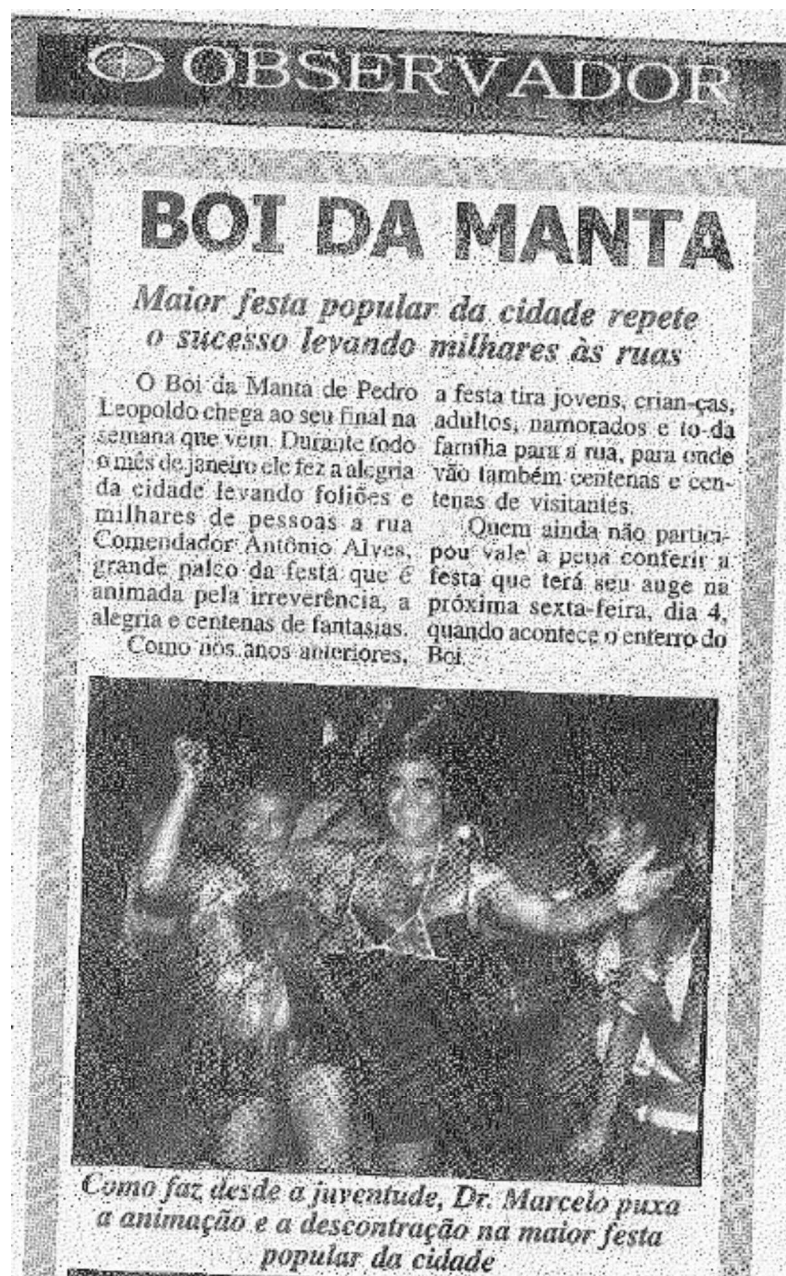 OBSERVADOR
BOI DA MANTA
Maior festa popular da cidade repete
o sucesso levando milhares às ruas
O Boi da Manta de Pedro
Leopoldo chega ao seu final na
semana que vem. Durante todo
o mês de janeiro ele fez a alegria
da cidade levando foliões e
milhares de pessoas a rua
Comendador Antônio Alves,
grande palco da festa que é
animada pela irreverência, a
alegria e centenas de fantasias.
Como nos anos anteriores,
a festa tira jovens, crian-ças,
adultos, namorados e to-da
família para a rua, para onde
vão também centenas e cen-
tenas de visitantes.
Quem ainda não partici-
pou vale a pena conferir a
festa que terá seu auge na
próxima sexta-feira, dia 4,
quando acontece o enterro do
Boi.
Como faz desde a juventude, Dr. Marcelo puxa
a animação e a descontração na maior festa
popular da cidade